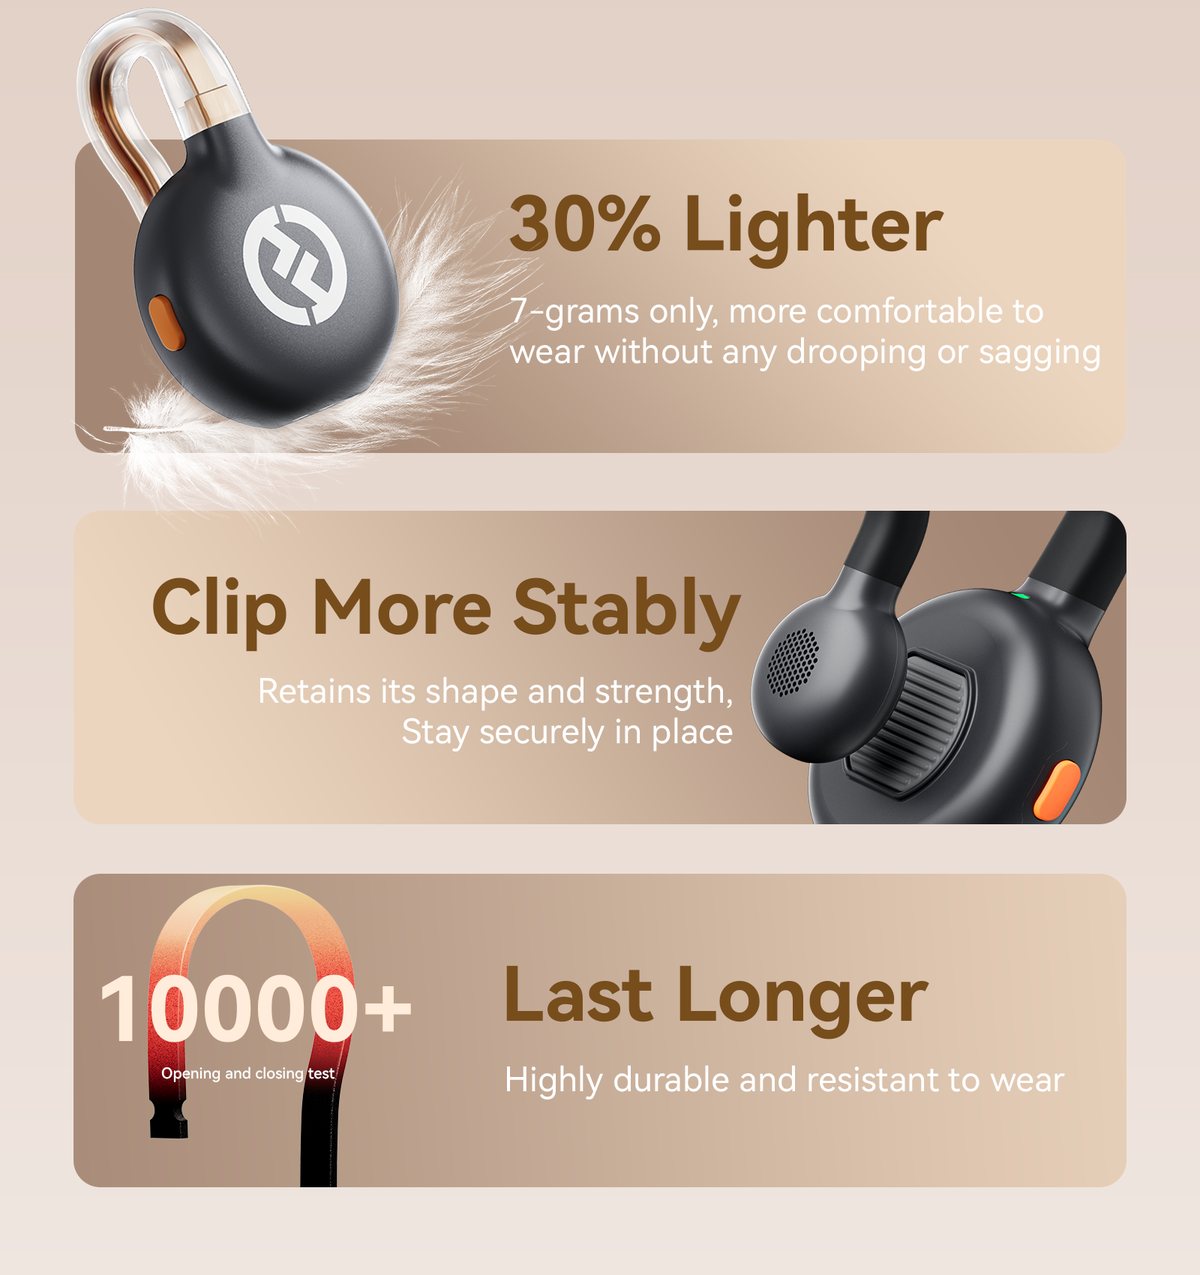 30% Lighter
7-grams only, more comfortable to
wear without any drooping or sagging
Clip More Stably
Retains its shape and strength,
Stay securely in place
10000+
Opening and closing test
Last Longer
Highly durable and resistant to wear